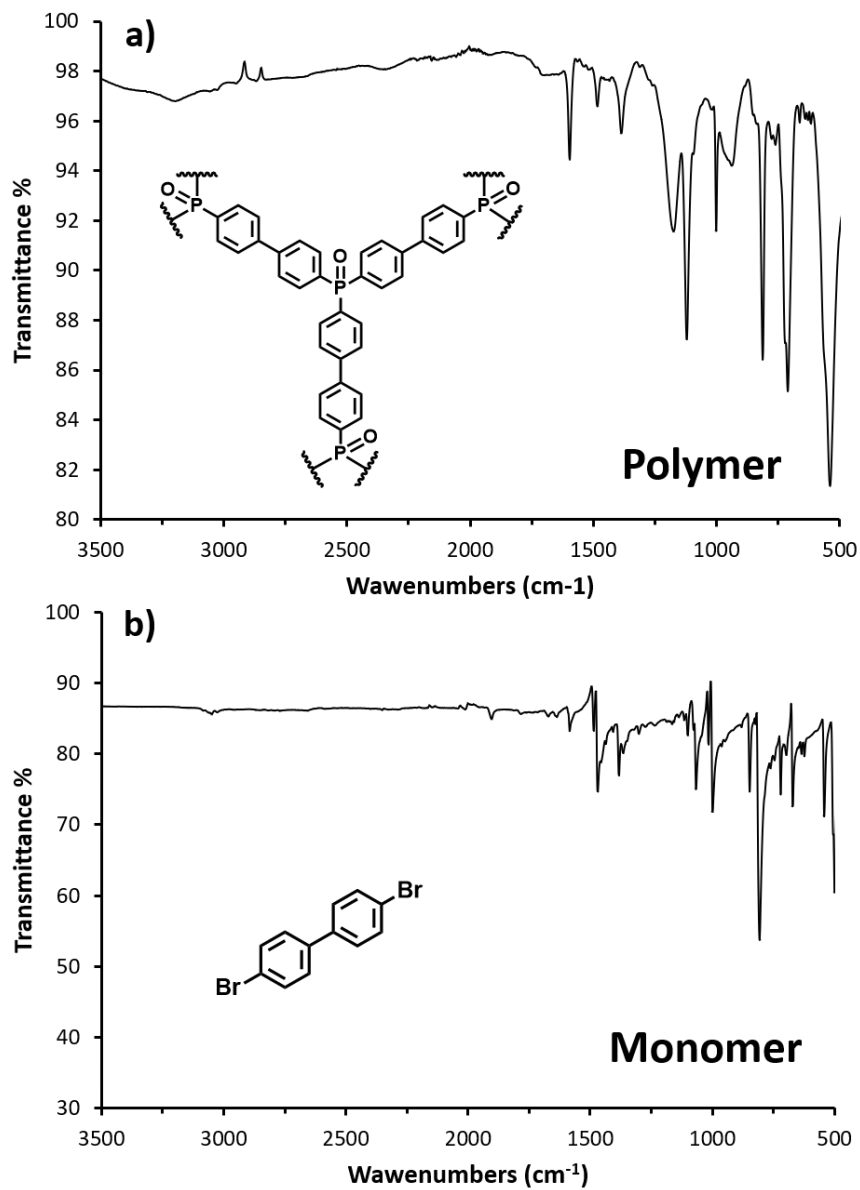 a)
100
98
96
94
92
90
88
86
84
82
80
Transmittance %
O
P
O
P
O
P
P
O
Polymer
3500 3000 2500 2000 1500 1000 500
Wawenumbers (cm-1)
b)
100
90
80
70
60
50
40
30
Transmittance %
Br
Br
Monomer
3500 3000 2500 2000 1500 1000 500
Wawenumbers (cm⁻¹)